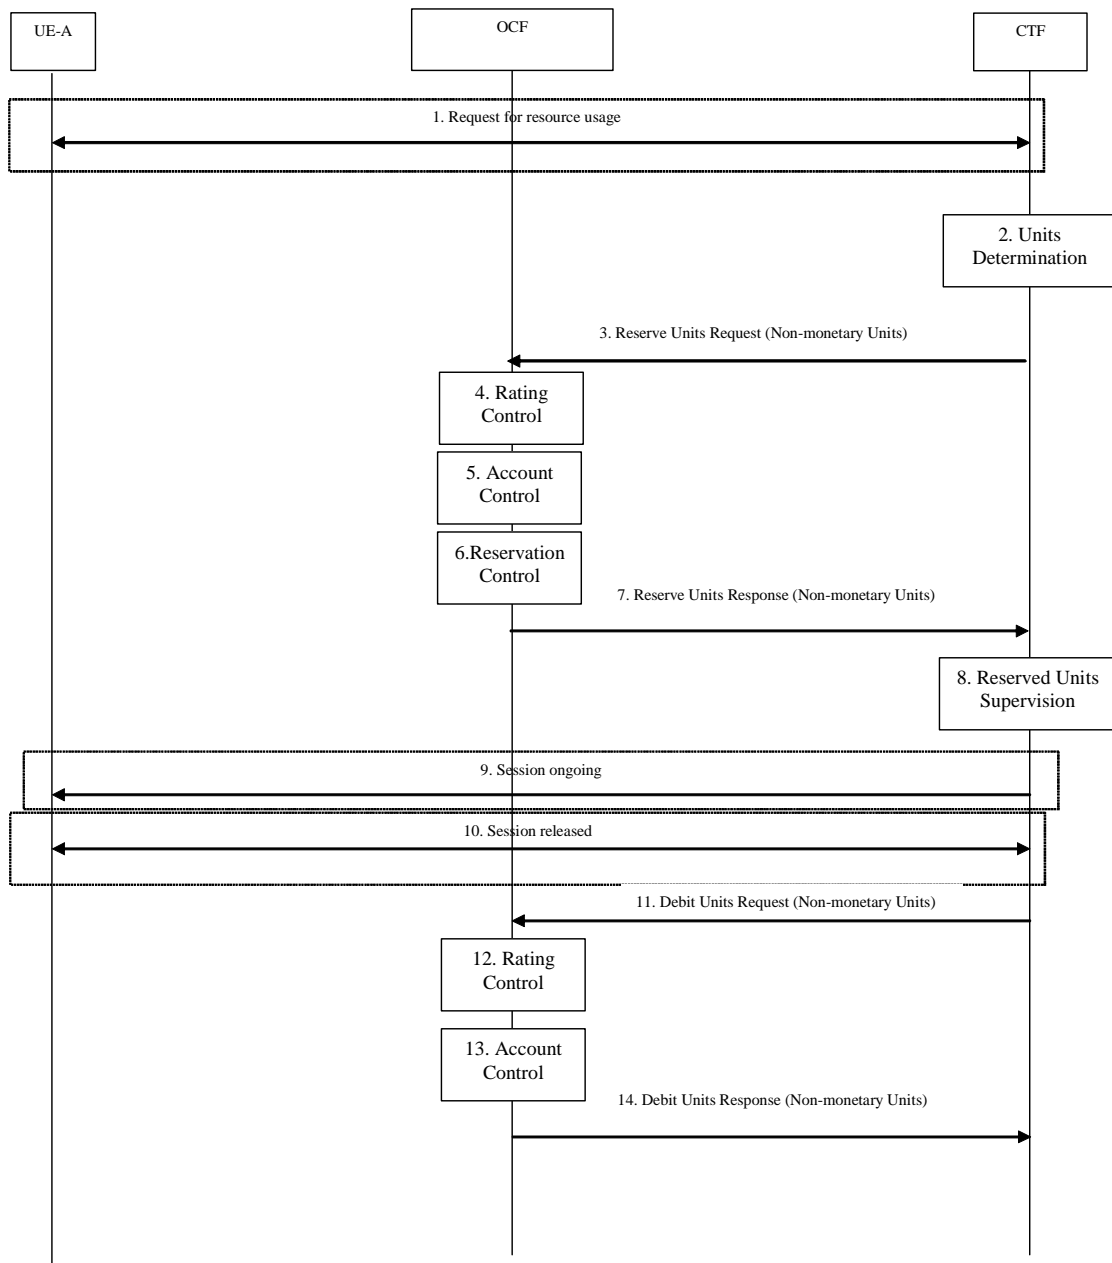 UE-A
OCF
CTF
1. Request for resource usage
2. Units
Determination
3. Reserve Units Request (Non-monetary Units)
4. Rating
Control
5. Account
Control
6.Reservation
Control
7. Reserve Units Response (Non-monetary Units)
8. Reserved Units
Supervision
9. Session ongoing
10. Session released
11. Debit Units Request (Non-monetary Units)
12. Rating
Control
13. Account
Control
14. Debit Units Response (Non-monetary Units)